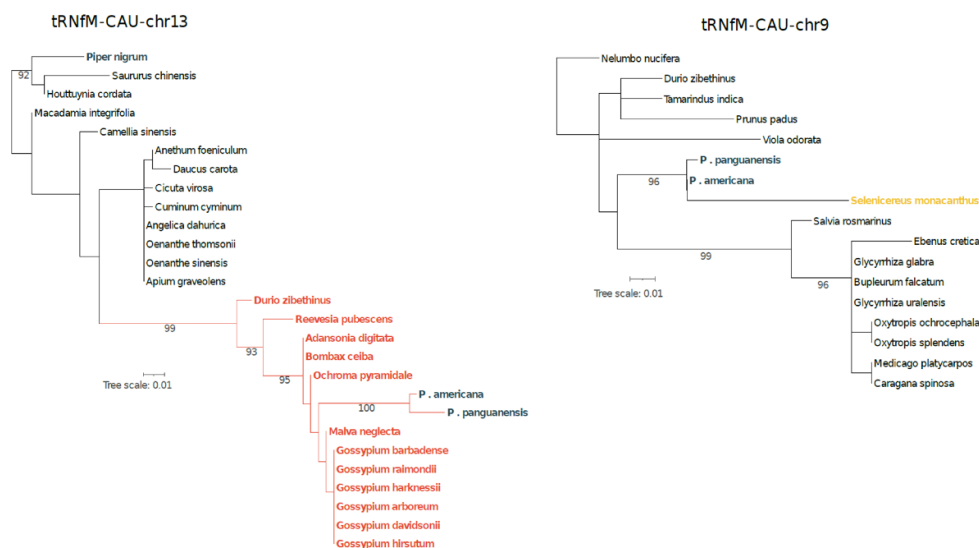 tRNfM-CAU-chr13
Piper nigrum
92
Saururus chinensis
Houttuynia cordata
Macadamia integrifolia
Camellia sinensis
Anethum foeniculum
Daucus carota
Cicuta virosa
Cuminum cyminum
Angelica dahurica
Oenanthe thomsonii
Oenanthe sinensis
Apium graveolens
Durio zibethinus
99
Reevesia pubescens
Adansonia digitata
93
Bombax ceiba
95
Ochroma pyramidale
Tree scale: 0.01
P . americana
100
P . panguanensis
Malva neglecta
Gossypium barbadense
Gossypium raimondii
Gossypium harknessii
Gossypium arboreum
Gossypium davidsonii
Gossypium hirsutum
tRNfM-CAU-chr9
Nelumbo nucifera
Durio zibethinus
Tamarindus indica
Prunus padus
Viola odorata
P . panguanensis
96
P . americana
Selenicereus monacanthus
Salvia rosmarinus
Ebenus cretica
99
Glycyrrhiza glabra
Bupleurum falcatum
96
Tree scale: 0.01
Glycyrrhiza uralensis
Oxytropis ochrocephala
Oxytropis splendens
Medicago platycarpos
Caragana spinosa